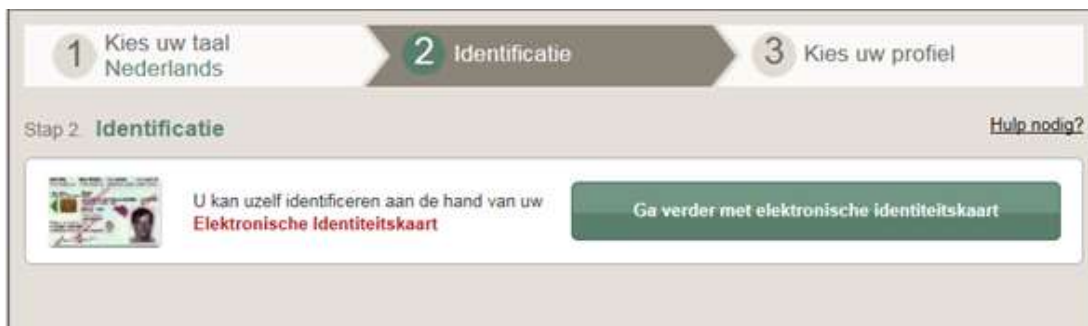 1 Kies uw taal
Nederlands
2 Identificatie
3 Kies uw profiel
Stap 2 Identificatie
Hulp nodig?
U kan uzelf identificeren aan de hand van uw
Elektronische Identiteitskaart
Ga verder met elektronische identiteitskaart